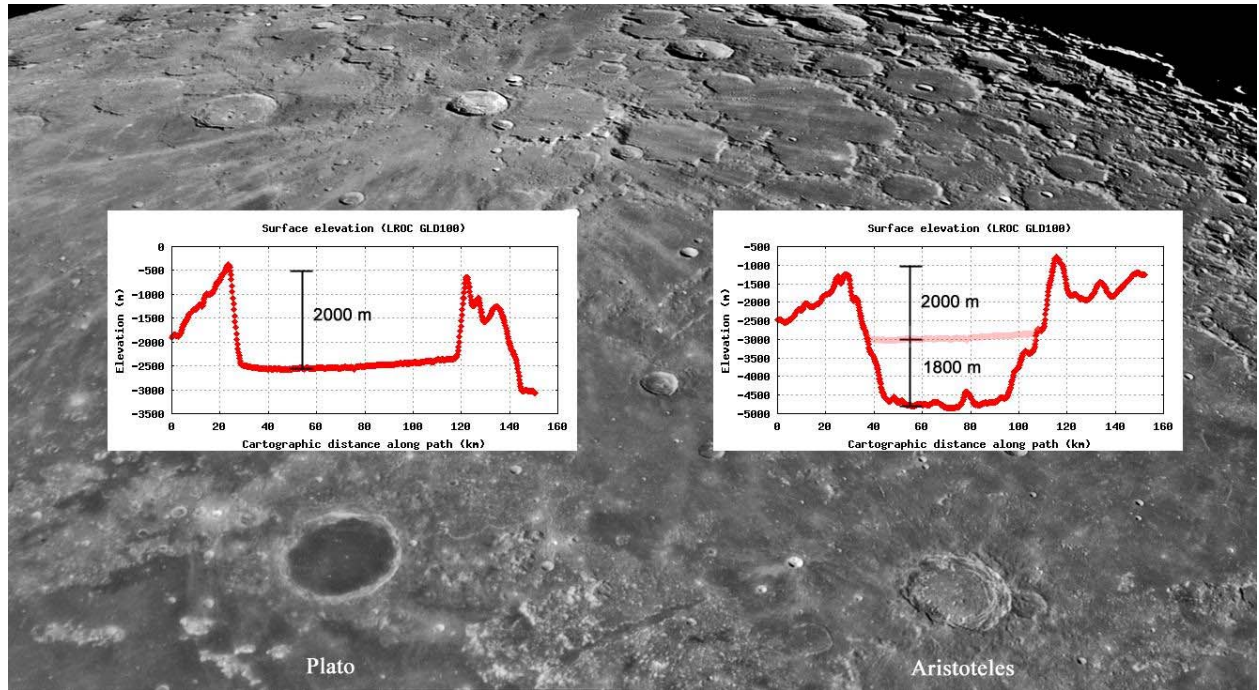 Surface elevation (LROC GLD100)
Elevation (m)
0
-500
-1000
-1500
-2000
-2500
-3000
-3500
2000 m
0 20 40 60 80 100 120 140 160
Cartographic distance along path (km)
Surface elevation (LROC GLD100)
Elevation (m)
-500
-1000
-1500
-2000
-2500
-3000
-3500
-4000
-4500
-5000
2000 m
1800 m
0 20 40 60 80 100 120 140 160
Cartographic distance along path (km)
Plato
Aristoteles